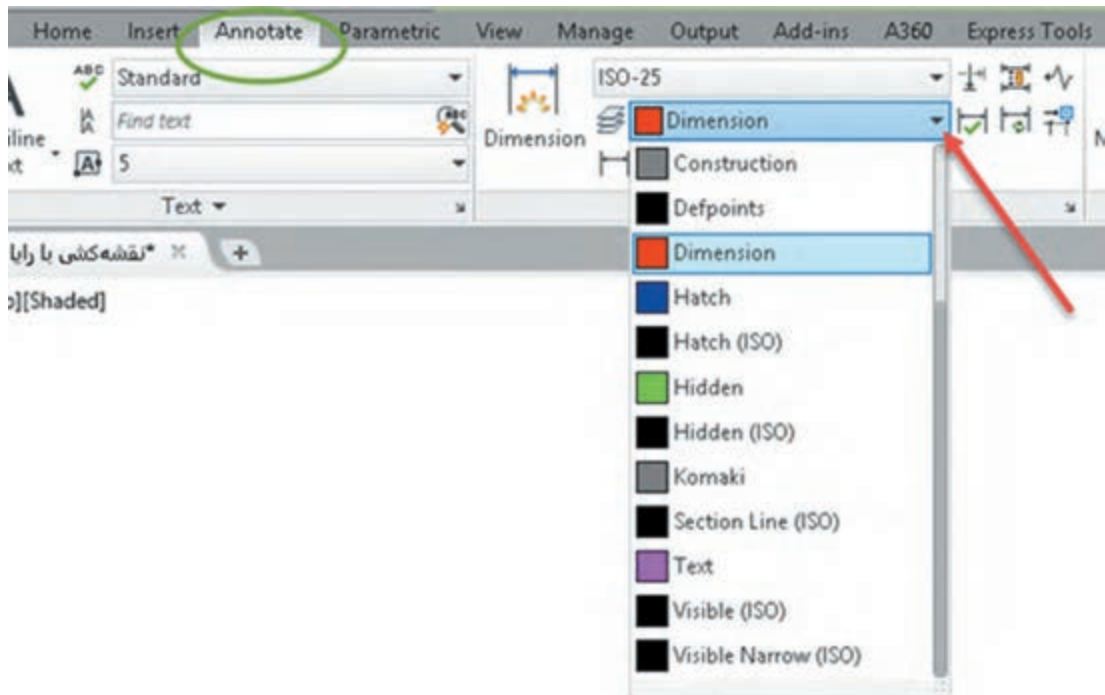 Home Insert Annotate Parametric View Manage Output Add-ins A360 Express Tools
ABC Standard
ISO-25
Find text
ABC
Dimension
Dimension
A 5
Text
Construction
Defpoints
Dimension
Hatch
Hatch (ISO)
Hidden
Hidden (ISO)
Komaki
Section Line (ISO)
Text
Visible (ISO)
Visible Narrow (ISO)
*نقشه‌کشی با رایا
][Shaded]